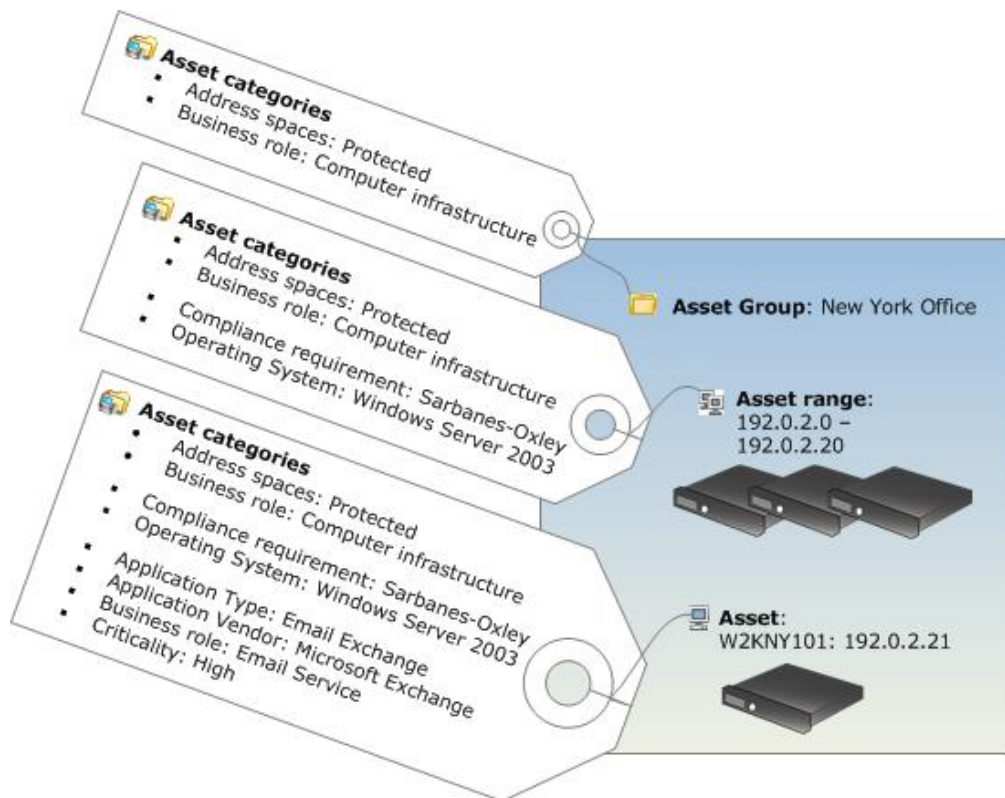 Asset categories
▪ Address spaces: Protected
▪ Business role: Computer infrastructure
Asset categories
▪ Address spaces: Protected
▪ Business role: Computer infrastructure
▪ Compliance requirement: Sarbanes-Oxley
▪ Operating System: Windows Server 2003
Asset categories
▪ Address spaces: Protected
▪ Business role: Computer infrastructure
▪ Compliance requirement: Sarbanes-Oxley
▪ Operating System: Windows Server 2003
▪ Application Type: Email Exchange
▪ Application Vendor: Microsoft Exchange
▪ Business role: Email Service
▪ Criticality: High
Asset Group: New York Office
Asset range:
192.0.2.0 –
192.0.2.20
Asset:
W2KNY101: 192.0.2.21